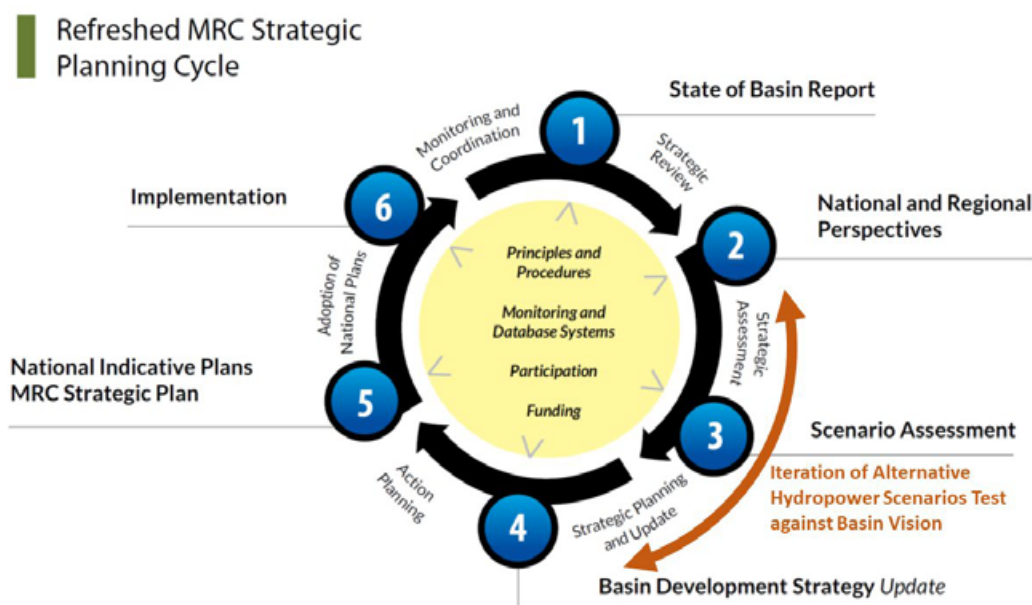 Refreshed MRC Strategic
Planning Cycle
1
State of Basin Report
Strategic
Review
2
National and Regional
Perspectives
Strategic
Assessment
3
Scenario Assessment
Iteration of Alternative
Hydropower Scenarios Test
against Basin Vision
Strategic Planning
and Update
4
Basin Development Strategy Update
Action
Planning
5
National Indicative Plans
MRC Strategic Plan
Adoption of
National Plans
6
Implementation
Monitoring and
Coordination
Principles and
Procedures
Monitoring and
Database Systems
Participation
Funding